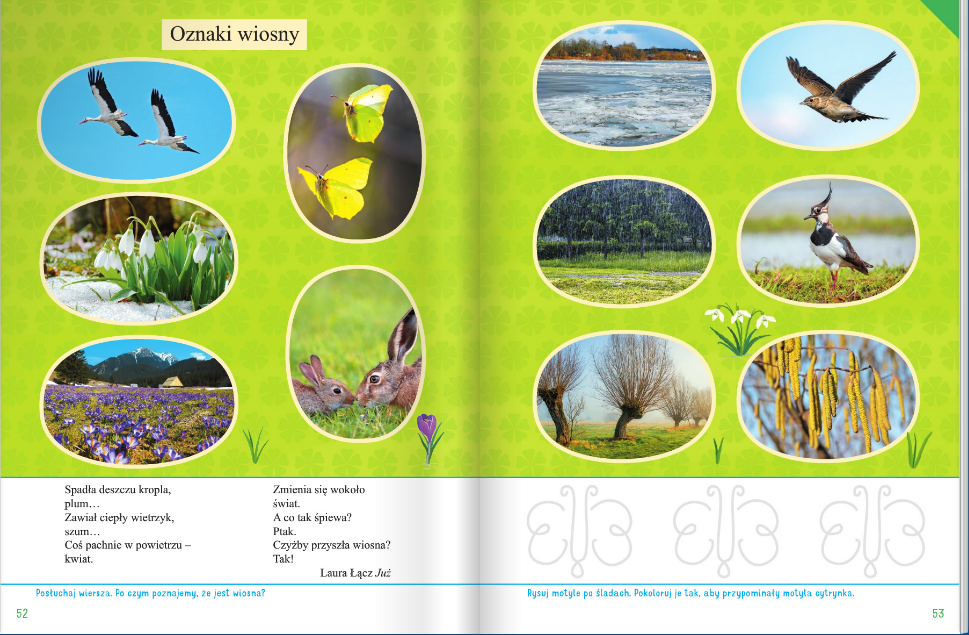 Oznaki wiosny
Spadła deszczu kropla,
plum…
Zawiał ciepły wietrzyk,
szum…
Coś pachnie w powietrzu –
kwiat.
Zmienia się wokoło
świat.
A co tak śpiewa?
Ptak.
Czyżby przyszła wiosna?
Tak!
Laura Łącz Już
Posłuchaj wiersza. Po czym poznajemy, że jest wiosna?
52
Rysuj motyle po śladach. Pokoloruj je tak, aby przypominały motyla cytrynka.
53